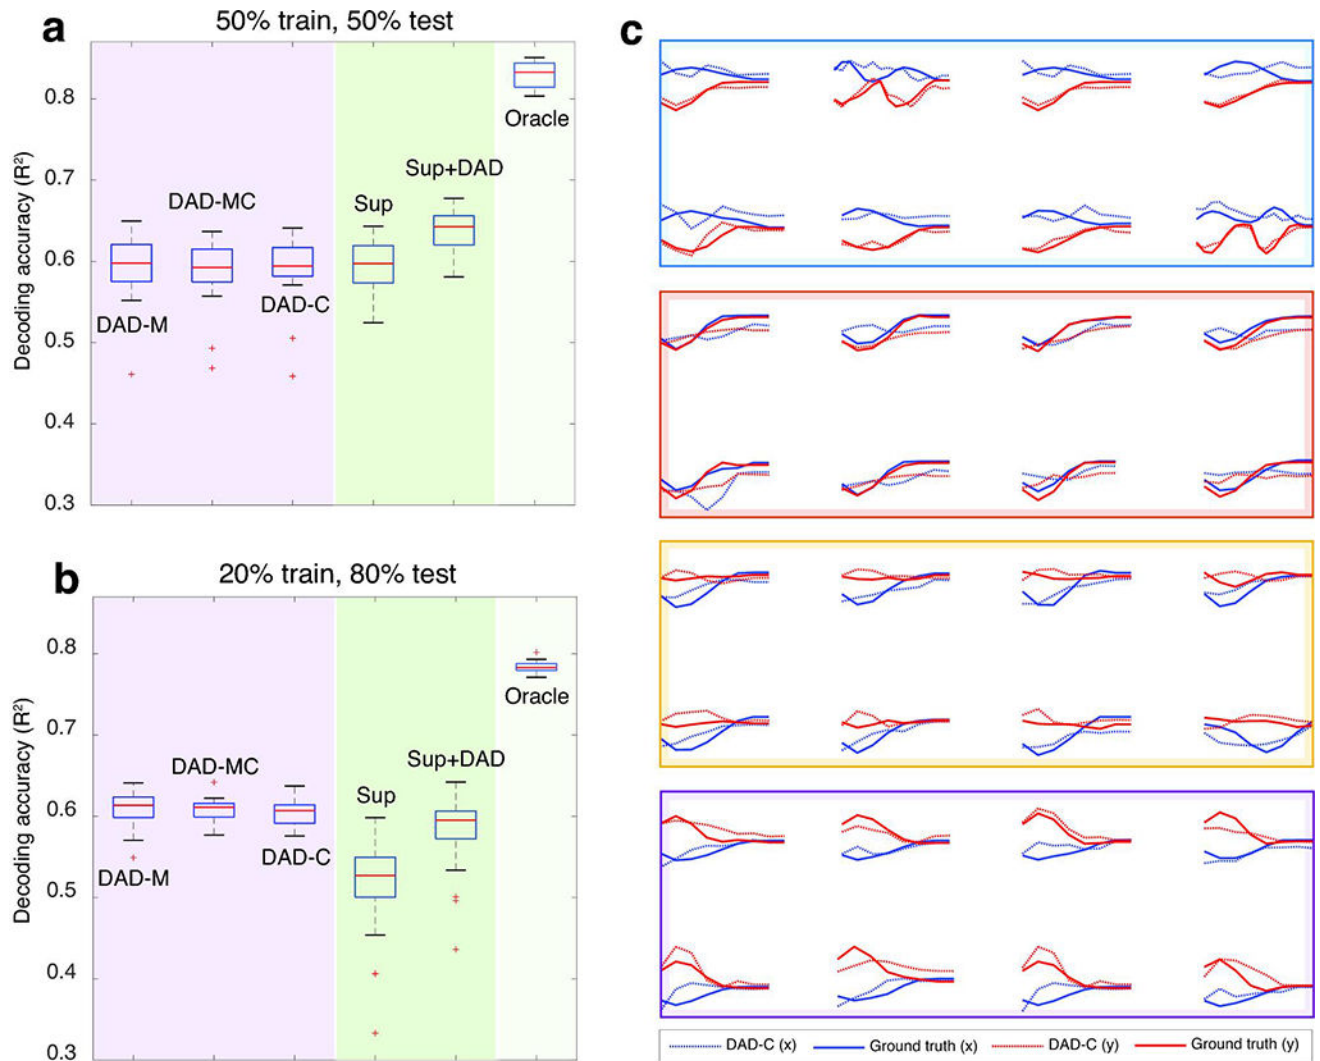 a
50% train, 50% test
Decoding accuracy (R²)
0.8
0.7
0.6
0.5
0.4
0.3
DAD-M
DAD-MC
DAD-C
Sup
Sup+DAD
Oracle
b
20% train, 80% test
Decoding accuracy (R²)
0.8
0.7
0.6
0.5
0.4
0.3
DAD-M
DAD-MC
DAD-C
Sup
Sup+DAD
Oracle
c
DAD-C (x) Ground truth (x) DAD-C (y) Ground truth (y)